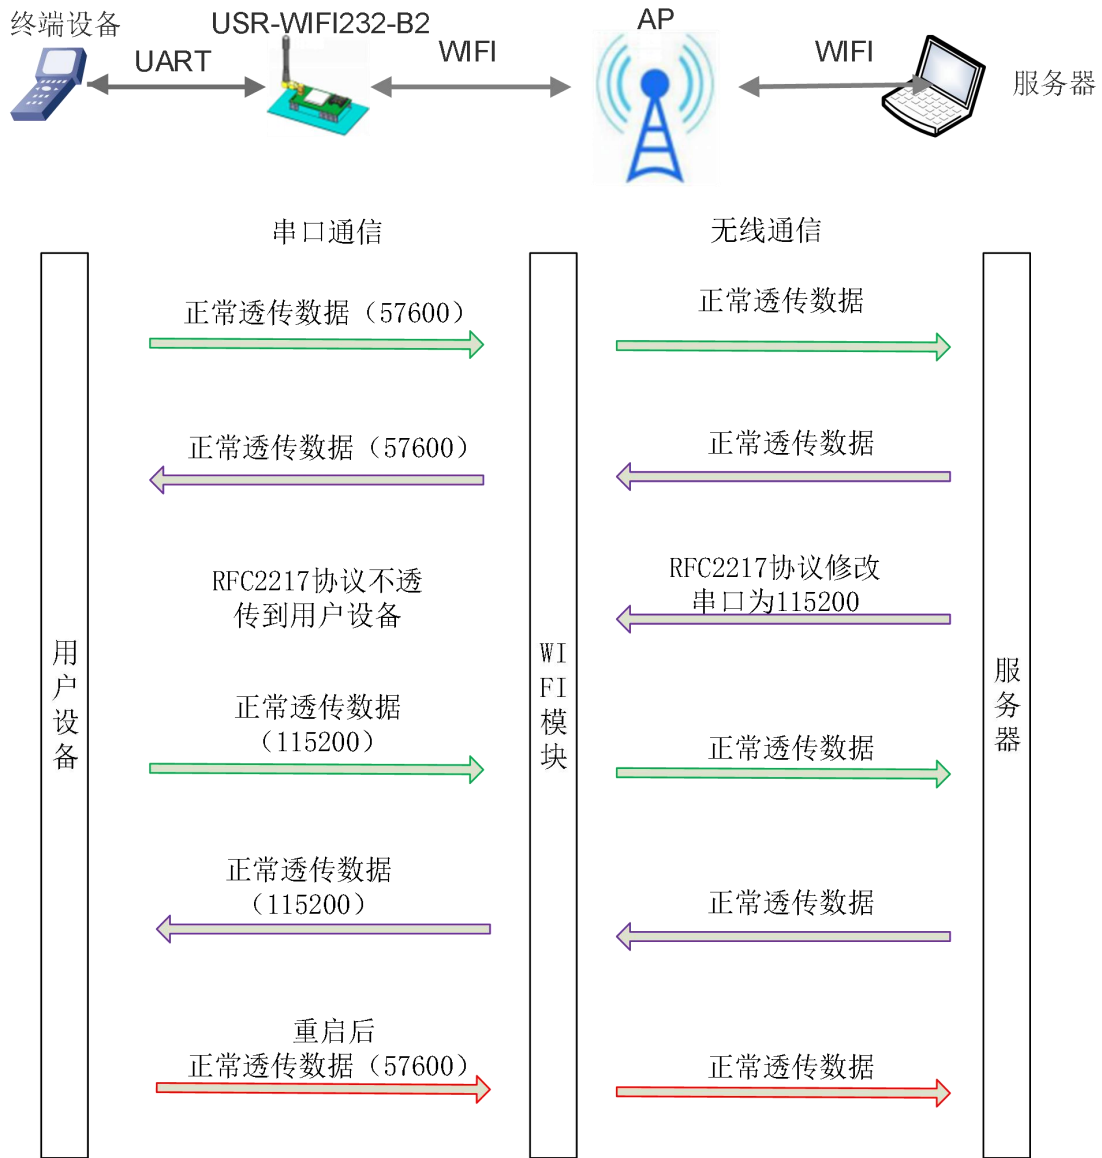 终端设备
USR-WIFI232-B2
AP
UART
WIFI
WIFI
服务器
串口通信
无线通信
正常透传数据（57600）
正常透传数据
正常透传数据（57600）
正常透传数据
RFC2217协议不透
传到用户设备
RFC2217协议修改
串口为115200
用户设备
WI
FI模块
服务器
正常透传数据
（115200）
正常透传数据
正常透传数据
（115200）
正常透传数据
重启后
正常透传数据（57600）
正常透传数据